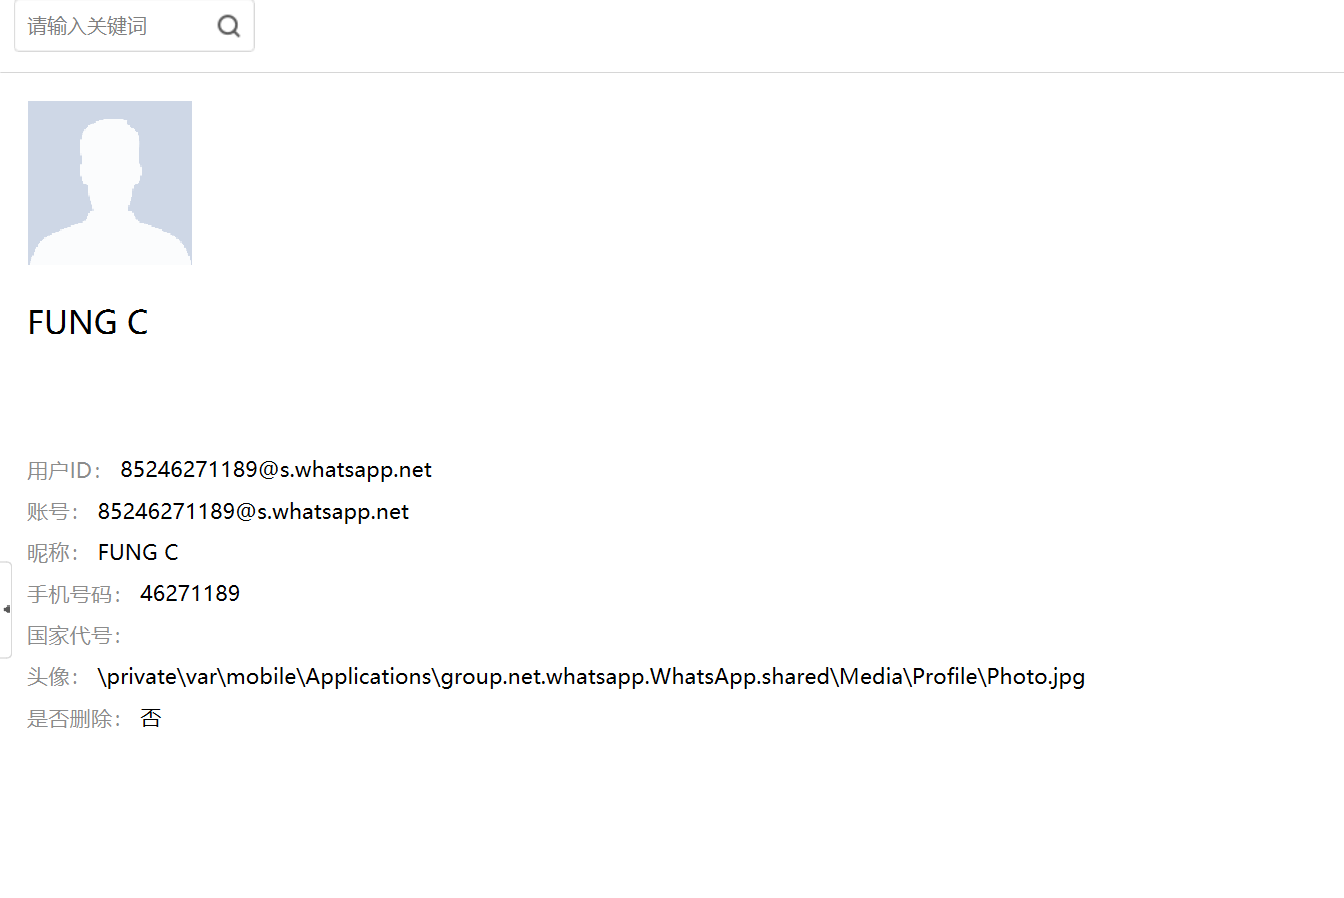 请输入关键词
FUNG C
用户ID： 85246271189@s.whatsapp.net
账号： 85246271189@s.whatsapp.net
昵称： FUNG C
手机号码： 46271189
国家代号：
头像： \private\var\mobile\Applications\group.net.whatsapp.WhatsApp.shared\Media\Profile\Photo.jpg
是否删除： 否